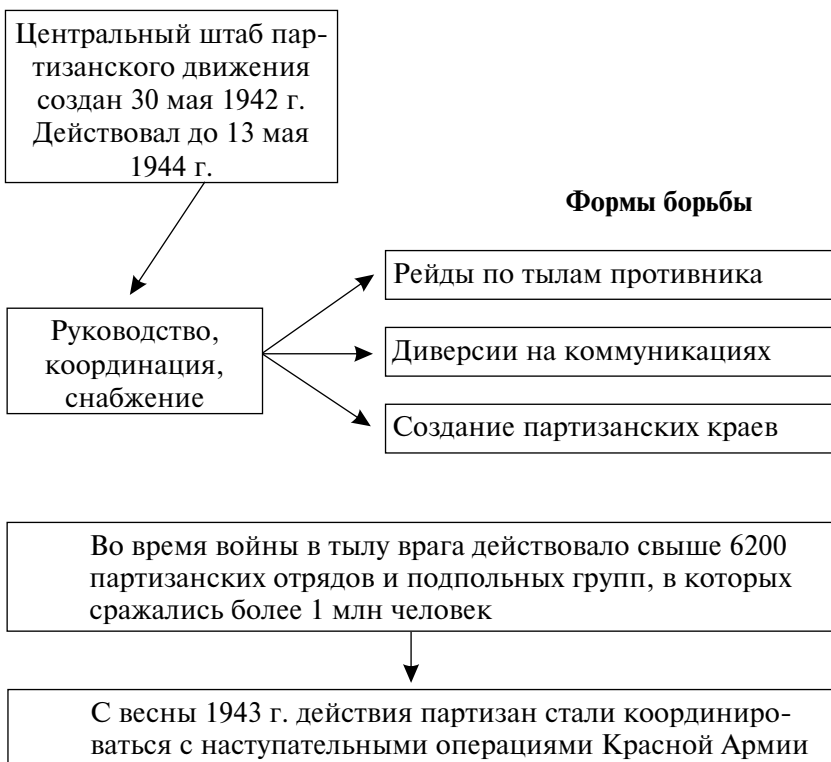 Центральный штаб пар-
тизанского движения
создан 30 мая 1942 г.
Действовал до 13 мая
1944 г.
Формы борьбы
Рейды по тылам противника
Руководство,
координация,
снабжение
Диверсии на коммуникациях
Создание партизанских краев
Во время войны в тылу врага действовало свыше 6200
партизанских отрядов и подпольных групп, в которых
сражались более 1 млн человек
С весны 1943 г. действия партизан стали координиро-
ваться с наступательными операциями Красной Армии